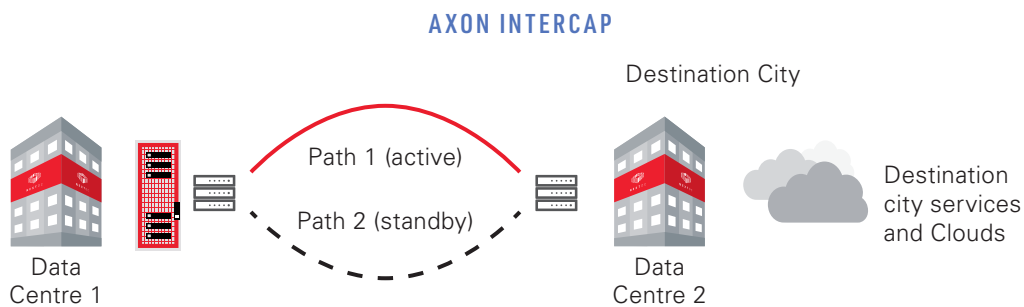 AXON INTERCAP
Destination City
Path 1 (active)
Path 2 (standby)
Data
Centre 1
Data
Centre 2
Destination
city services
and Clouds